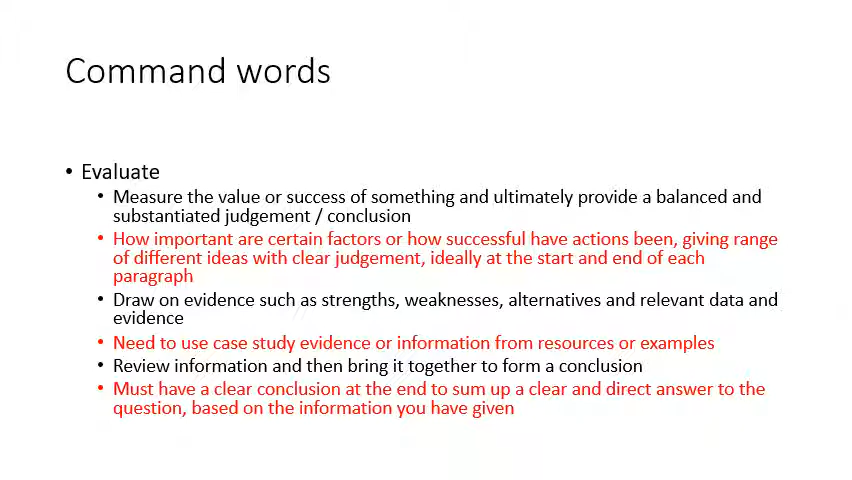 Command words
• Evaluate
• Measure the value or success of something and ultimately provide a balanced and
substantiated judgement / conclusion
• How important are certain factors or how successful have actions been, giving range
of different ideas with clear judgement, ideally at the start and end of each
paragraph
• Draw on evidence such as strengths, weaknesses, alternatives and relevant data and
evidence
• Need to use case study evidence or information from resources or examples
• Review information and then bring it together to form a conclusion
• Must have a clear conclusion at the end to sum up a clear and direct answer to the
question, based on the information you have given